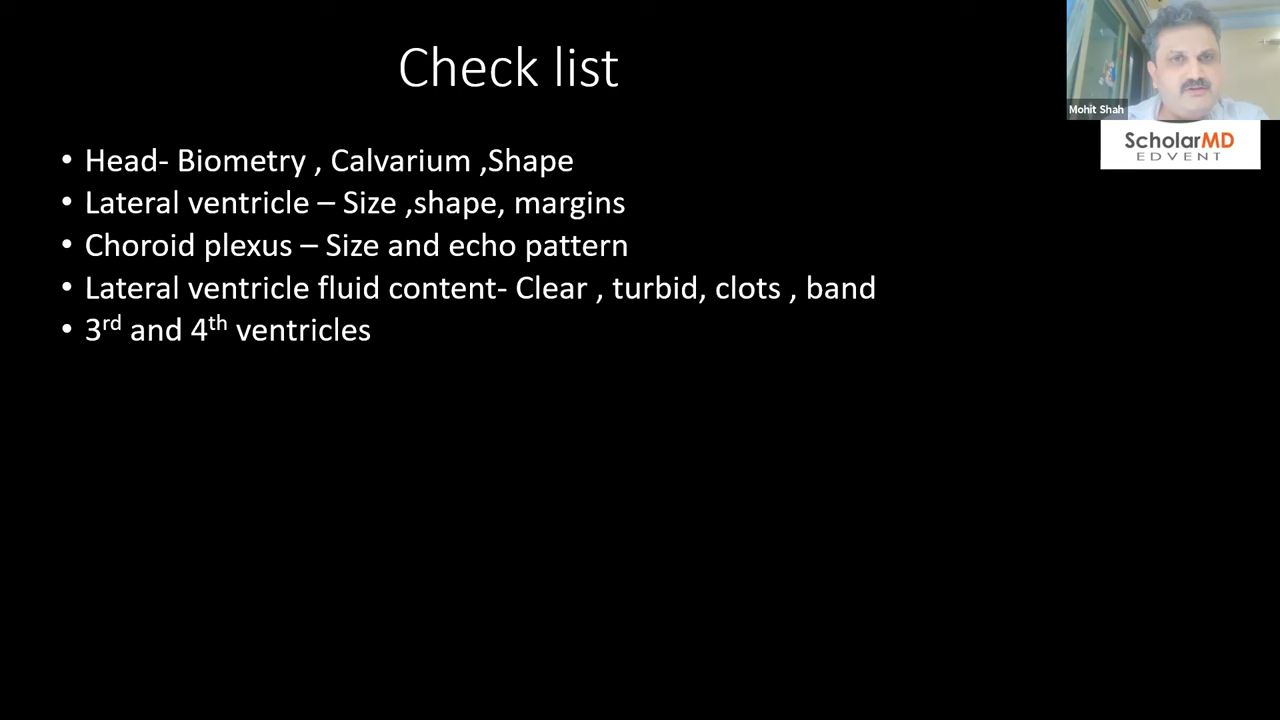 Check list
Mohit Shah
ScholarMD
EDVENT
• Head- Biometry , Calvarium ,Shape
• Lateral ventricle – Size ,shape, margins
• Choroid plexus – Size and echo pattern
• Lateral ventricle fluid content- Clear , turbid, clots , band
• 3rd and 4th ventricles